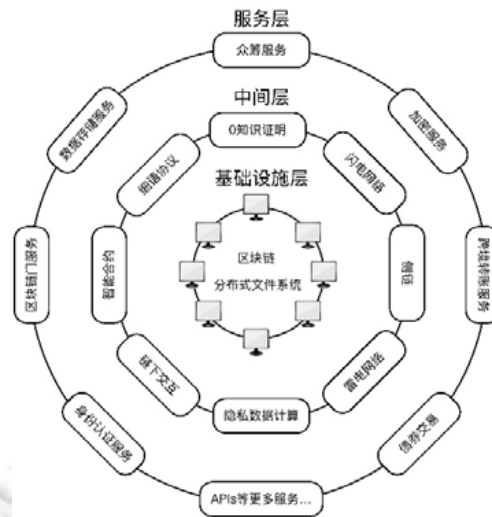 服务层
众筹服务
加密服务
跨境转账服务
债券交易
APIs等更多服务...
身份认证服务
区块链门服务
数据存储服务
中间层
0知识证明
闪电网络
侧链
雷电网络
隐私数据计算
链下交互
智能合约
细语协议
基础设施层
区块链
分布式文件系统